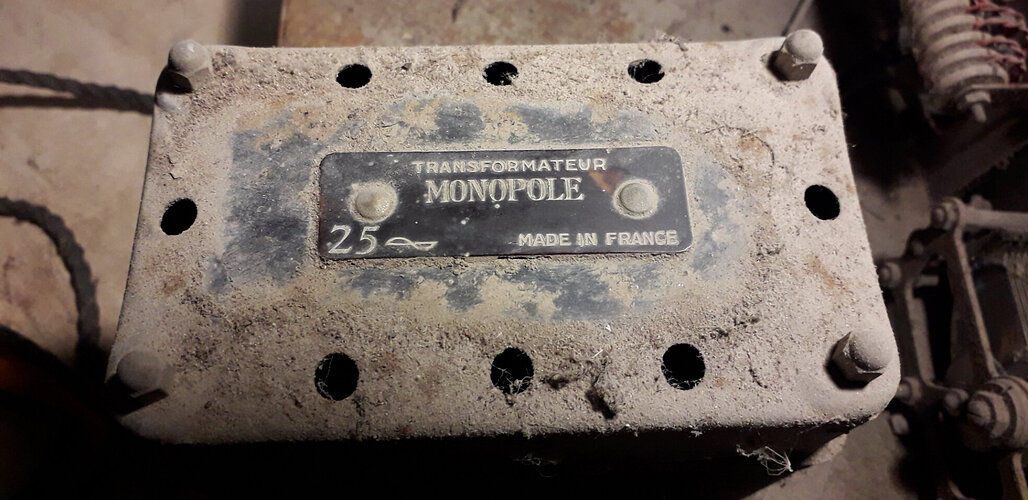 TRANSFORMATEUR
MONOPOLE
25 ~ MADE IN FRANCE